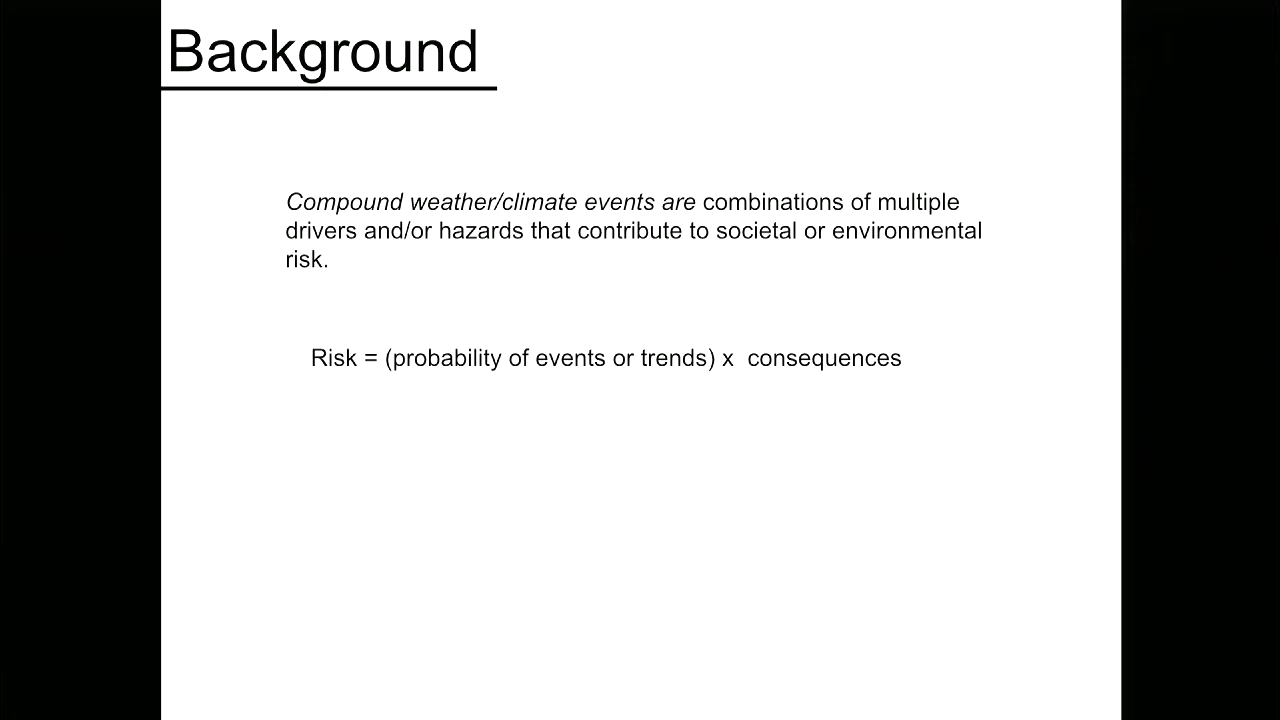 Background
Compound weather/climate events are combinations of multiple
drivers and/or hazards that contribute to societal or environmental
risk.
Risk = (probability of events or trends) x  consequences